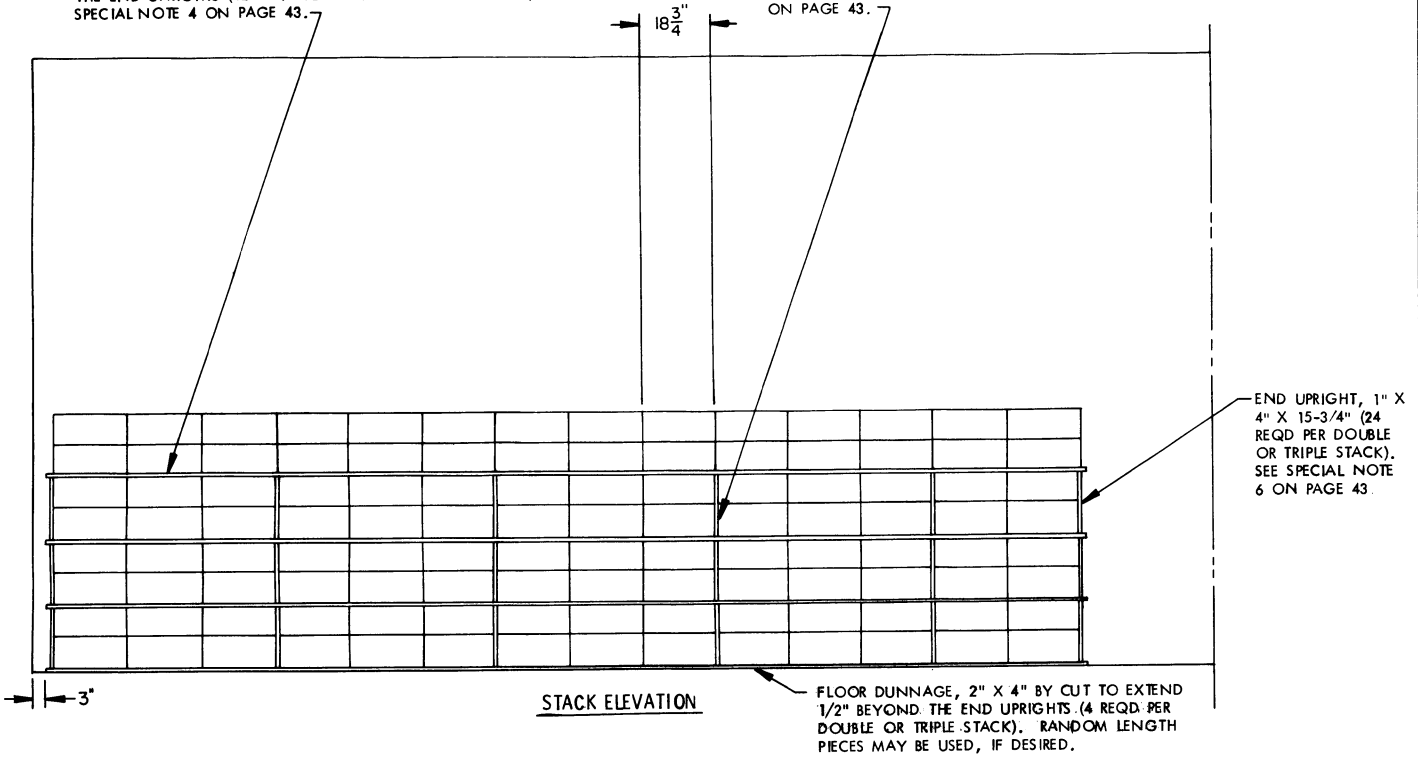 SPECIAL NOTE 4 ON PAGE 43.
ON PAGE 43.
18 3/4"
END UPRIGHT, 1" X
4" X 15-3/4" (24
REQD PER DOUBLE
OR TRIPLE STACK).
SEE SPECIAL NOTE
6 ON PAGE 43.
3"
STACK ELEVATION
FLOOR DUNNAGE, 2" X 4" BY CUT TO EXTEND
1/2" BEYOND THE END UPRIGHTS (4 REQD PER
DOUBLE OR TRIPLE STACK). RANDOM LENGTH
PIECES MAY BE USED, IF DESIRED.